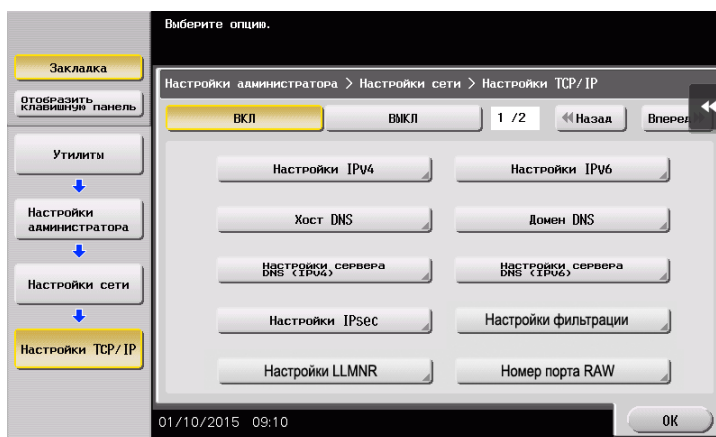 Выберите опцию.
Закладка
Отобразить
клавишную панель
Утилиты
Настройки
администратора
Настройки сети
Настройки TCP/IP
Настройки администратора > Настройки сети > Настройки TCP/IP
ВКЛ
ВЫКЛ
1 /2
Назад
Вперед
Настройки IPv4
Настройки IPv6
Хост DNS
Домен DNS
Настройки сервера
DNS (IPv4)
Настройки сервера
DNS (IPv6)
Настройки IPsec
Настройки фильтрации
Настройки LLMNR
Номер порта RAW
01/10/2015 09:10
OK